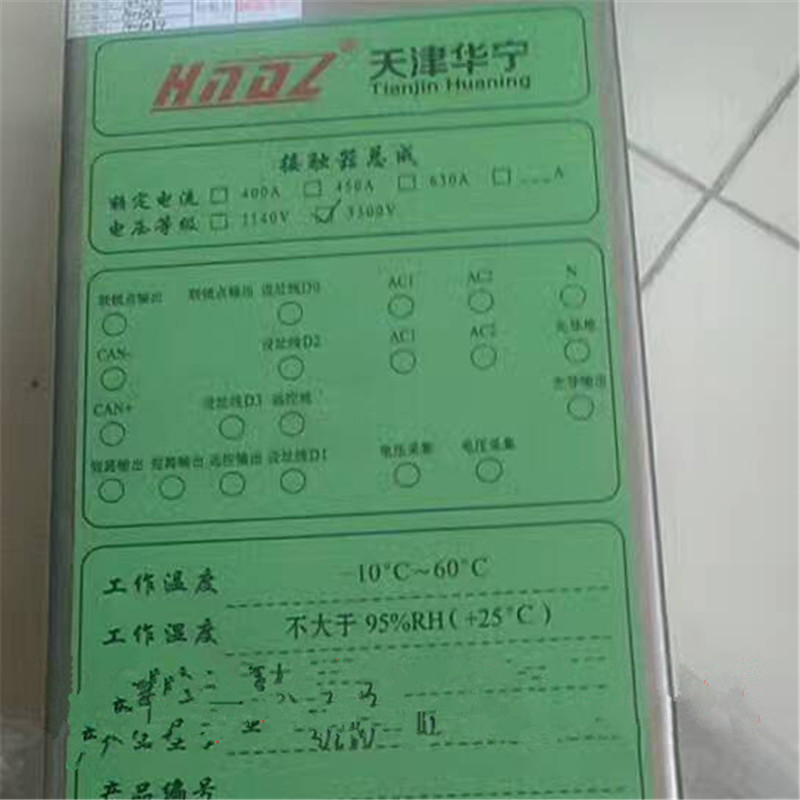 HNDZ® 天津华宁
Tianjin Huaning
接触器总成
额定电流 □ 400A □ 450A □ 630A □ ___A
电压等级 □ 1140V ☑ 3300V
联锁点输出 联锁点输出 设址线D0 AC1 AC2 N
CAN- 设址线D2 AC1 AC2 先导地
CAN+ 设址线D3 远控地 先导输出
短路输出 短路输出 远控输出 设址线D1 电压采集 电压采集
工作温度 -10°C~60°C
工作湿度 不大于 95%RH(+25°C)
产品编号